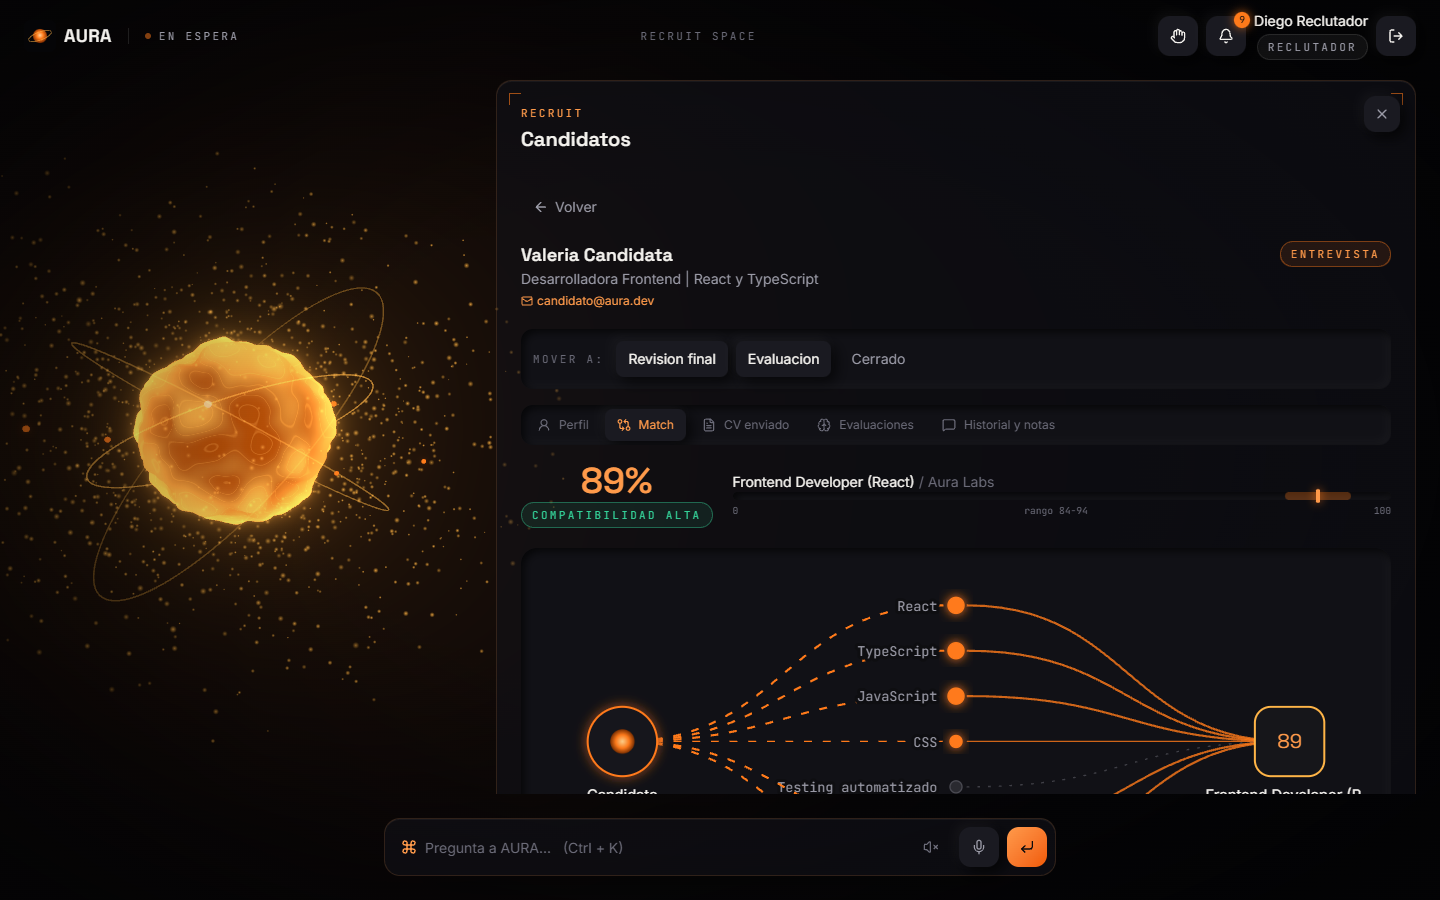 AURA
EN ESPERA
RECRUIT SPACE
9
Diego Reclutador
RECLUTADOR
RECRUIT
Candidatos
Volver
Valeria Candidata
ENTREVISTA
Desarrolladora Frontend | React y TypeScript
candidato@aura.dev
MOVER A: Revision final Evaluacion Cerrado
Perfil Match CV enviado Evaluaciones Historial y notas
89%
COMPATIBILIDAD ALTA
Frontend Developer (React) / Aura Labs
0 rango 84-94 100
React
TypeScript
JavaScript
CSS
89
Testing automatizado
Candidato
Frontend Developer (R
⌘ Pregunta a AURA... (Ctrl + K)